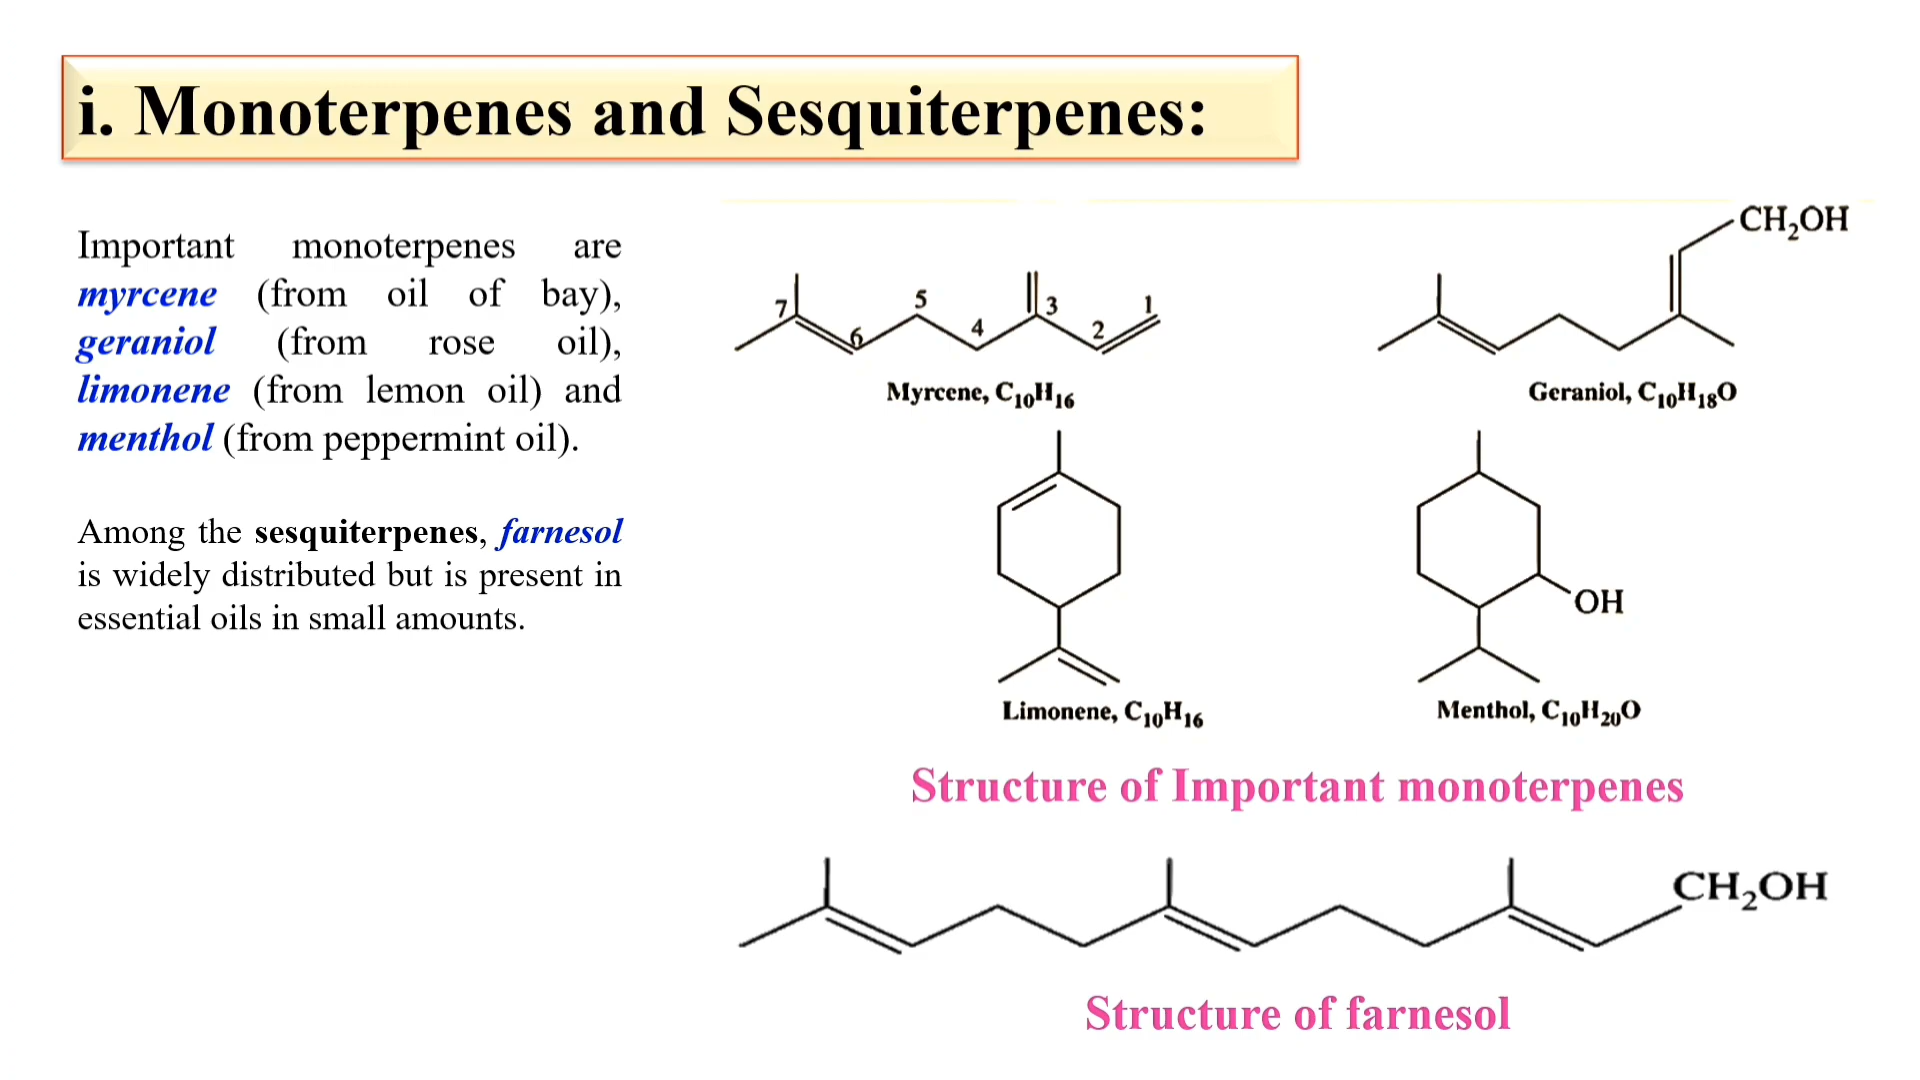 i. Monoterpenes and Sesquiterpenes:
Important monoterpenes are
myrcene (from oil of bay),
geraniol (from rose oil),
limonene (from lemon oil) and
menthol (from peppermint oil).
Among the sesquiterpenes, farnesol
is widely distributed but is present in
essential oils in small amounts.
7 6 5 4 3 2 1
Myrcene, C₁₀H₁₆
CH₂OH
Geraniol, C₁₀H₁₈O
Limonene, C₁₀H₁₆
OH
Menthol, C₁₀H₂₀O
Structure of Important monoterpenes
CH₂OH
Structure of farnesol